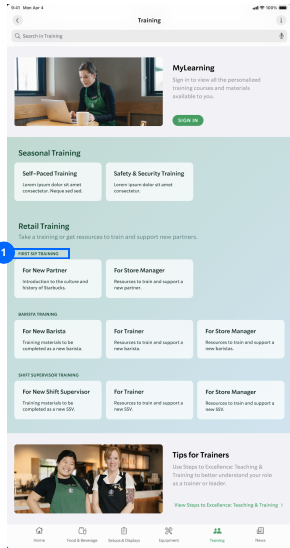 9:41 Mon Apr 4
100%
Training
Search in Training
MyLearning
Sign in to view all the personalized
training courses and materials
available to you.
SIGN IN
Seasonal Training
Self-Paced Training
Lorem ipsum dolor sit amet
consectetur. Neque sed sed.
Safety & Security Training
Lorem ipsum dolor sit amet
consectetur.
Retail Training
Take a training or get resources to train and support new partners.
1
FIRST SIP TRAINING
For New Partner
Introduction to the culture and
history of Starbucks.
For Store Manager
Resources to train and support a
new partner.
BARISTA TRAINING
For New Barista
Training materials to be
completed as a new barista.
For Trainer
Resources to train and support a
new barista.
For Store Manager
Resources to train and support a
new baristas.
SHIFT SUPERVISOR TRAINING
For New Shift Supervisor
Training materials to be
completed as a new SSV.
For Trainer
Resources to train and support a
new SSV.
For Store Manager
Resources to train and support a
new SSV.
Tips for Trainers
Use Steps to Excellence: Teaching &
Training to better understand your role
as a trainer or leader.
View Steps to Excellence: Teaching & Training
Home
Food & Beverage
Setups & Displays
Equipment
Training
News